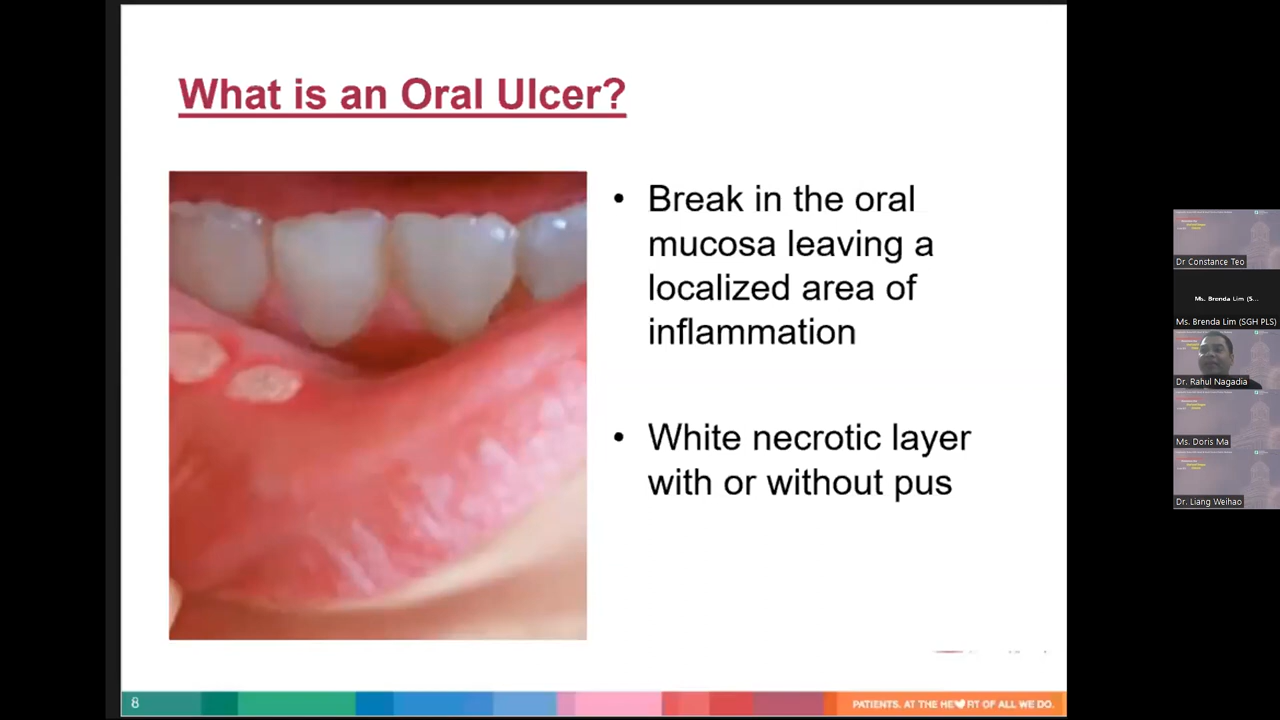 What is an Oral Ulcer?
• Break in the oral
mucosa leaving a
localized area of
inflammation
• White necrotic layer
with or without pus
8
PATIENTS. AT THE HE❤RT OF ALL WE DO.
Dr Constance Teo
Ms. Brenda Lim (S...
Ms. Brenda Lim (SGH PLS)
Dr. Rahul Nagadia
Ms. Doris Ma
Dr. Liang Weihao